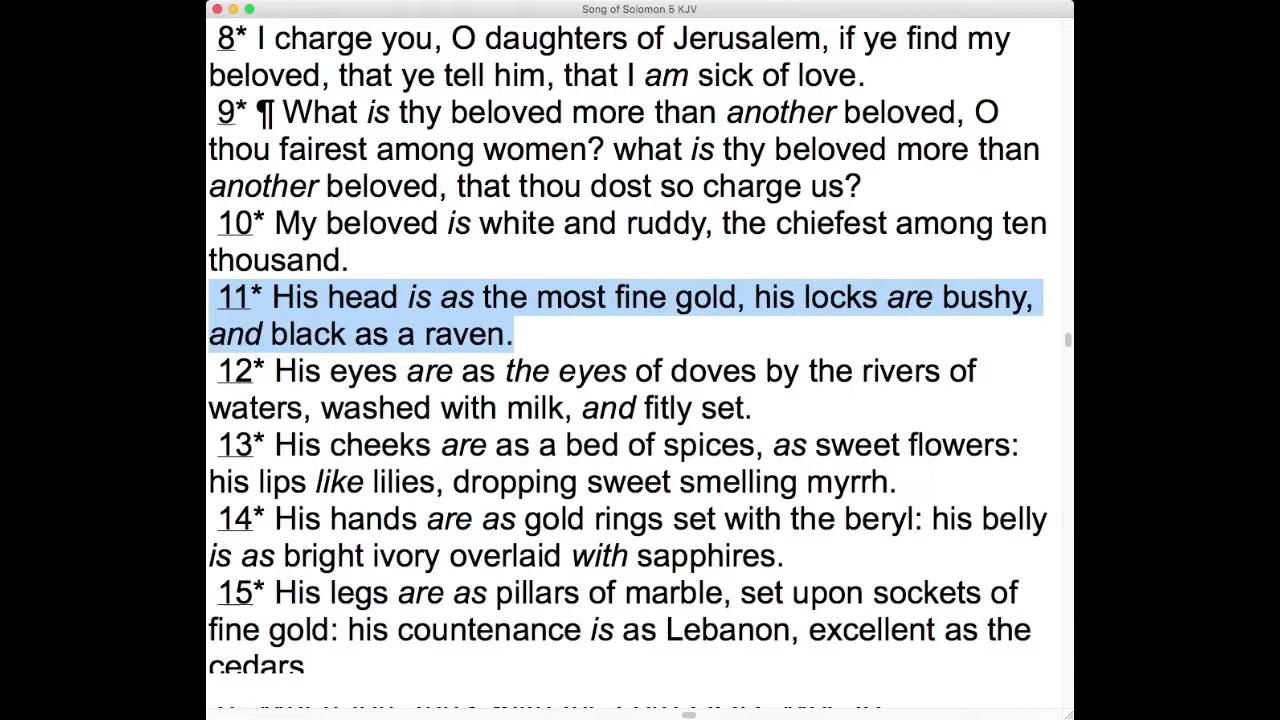 Song of Solomon 5 KJV
8* I charge you, O daughters of Jerusalem, if ye find my
beloved, that ye tell him, that I am sick of love.
9* ¶ What is thy beloved more than another beloved, O
thou fairest among women? what is thy beloved more than
another beloved, that thou dost so charge us?
10* My beloved is white and ruddy, the chiefest among ten
thousand.
11* His head is as the most fine gold, his locks are bushy,
and black as a raven.
12* His eyes are as the eyes of doves by the rivers of
waters, washed with milk, and fitly set.
13* His cheeks are as a bed of spices, as sweet flowers:
his lips like lilies, dropping sweet smelling myrrh.
14* His hands are as gold rings set with the beryl: his belly
is as bright ivory overlaid with sapphires.
15* His legs are as pillars of marble, set upon sockets of
fine gold: his countenance is as Lebanon, excellent as the
cedars